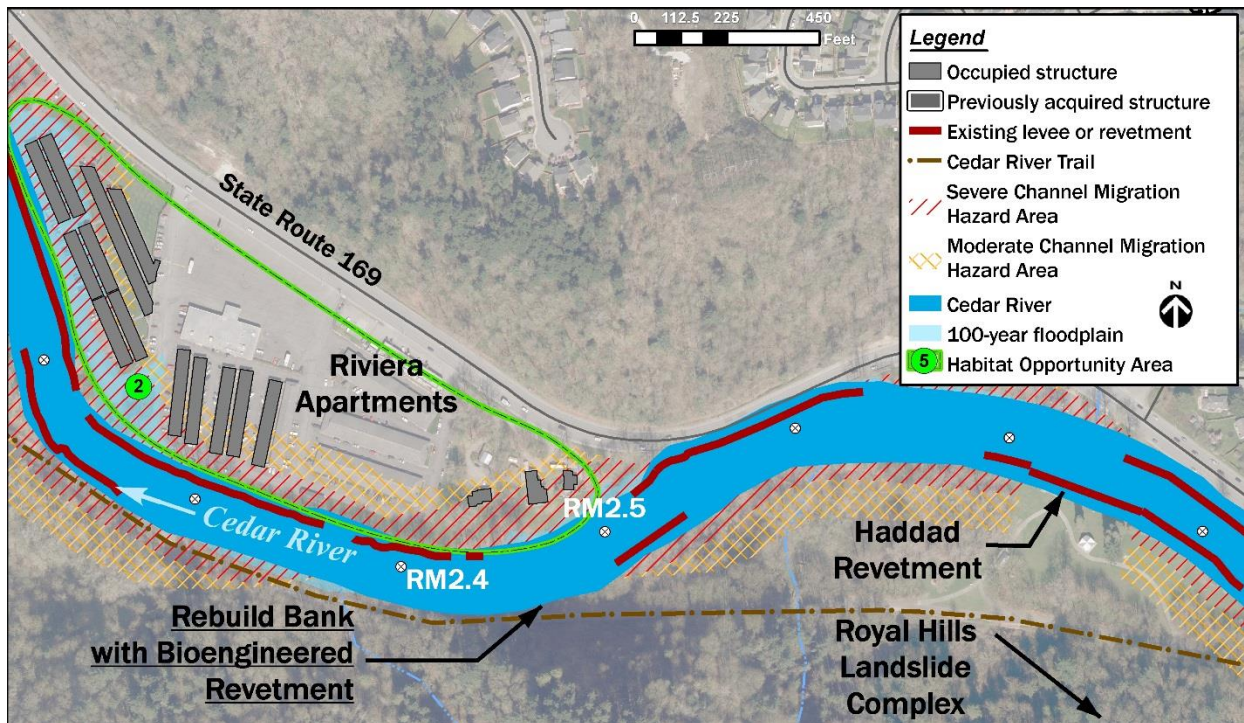 0 112.5 225 450
Feet
Legend
Occupied structure
Previously acquired structure
Existing levee or revetment
Cedar River Trail
Severe Channel Migration
Hazard Area
Moderate Channel Migration
Hazard Area
N
Cedar River
100-year floodplain
5
Habitat Opportunity Area
State Route 169
Riviera
Apartments
2
RM2.5
Cedar River
RM2.4
Haddad
Revetment
Rebuild Bank
with Bioengineered
Revetment
Royal Hills
Landslide
Complex